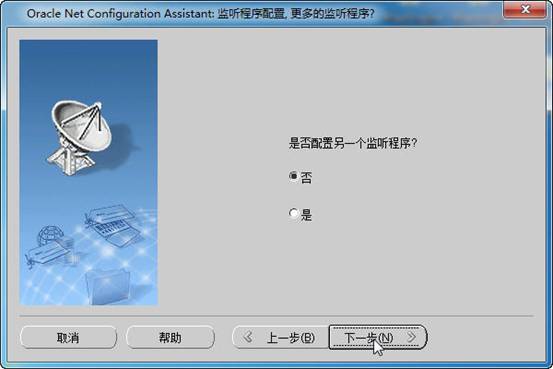 Oracle Net Configuration Assistant: 监听程序配置, 更多的监听程序?
是否配置另一个监听程序?
否
是
取消
帮助
上一步(B)
下一步(N)